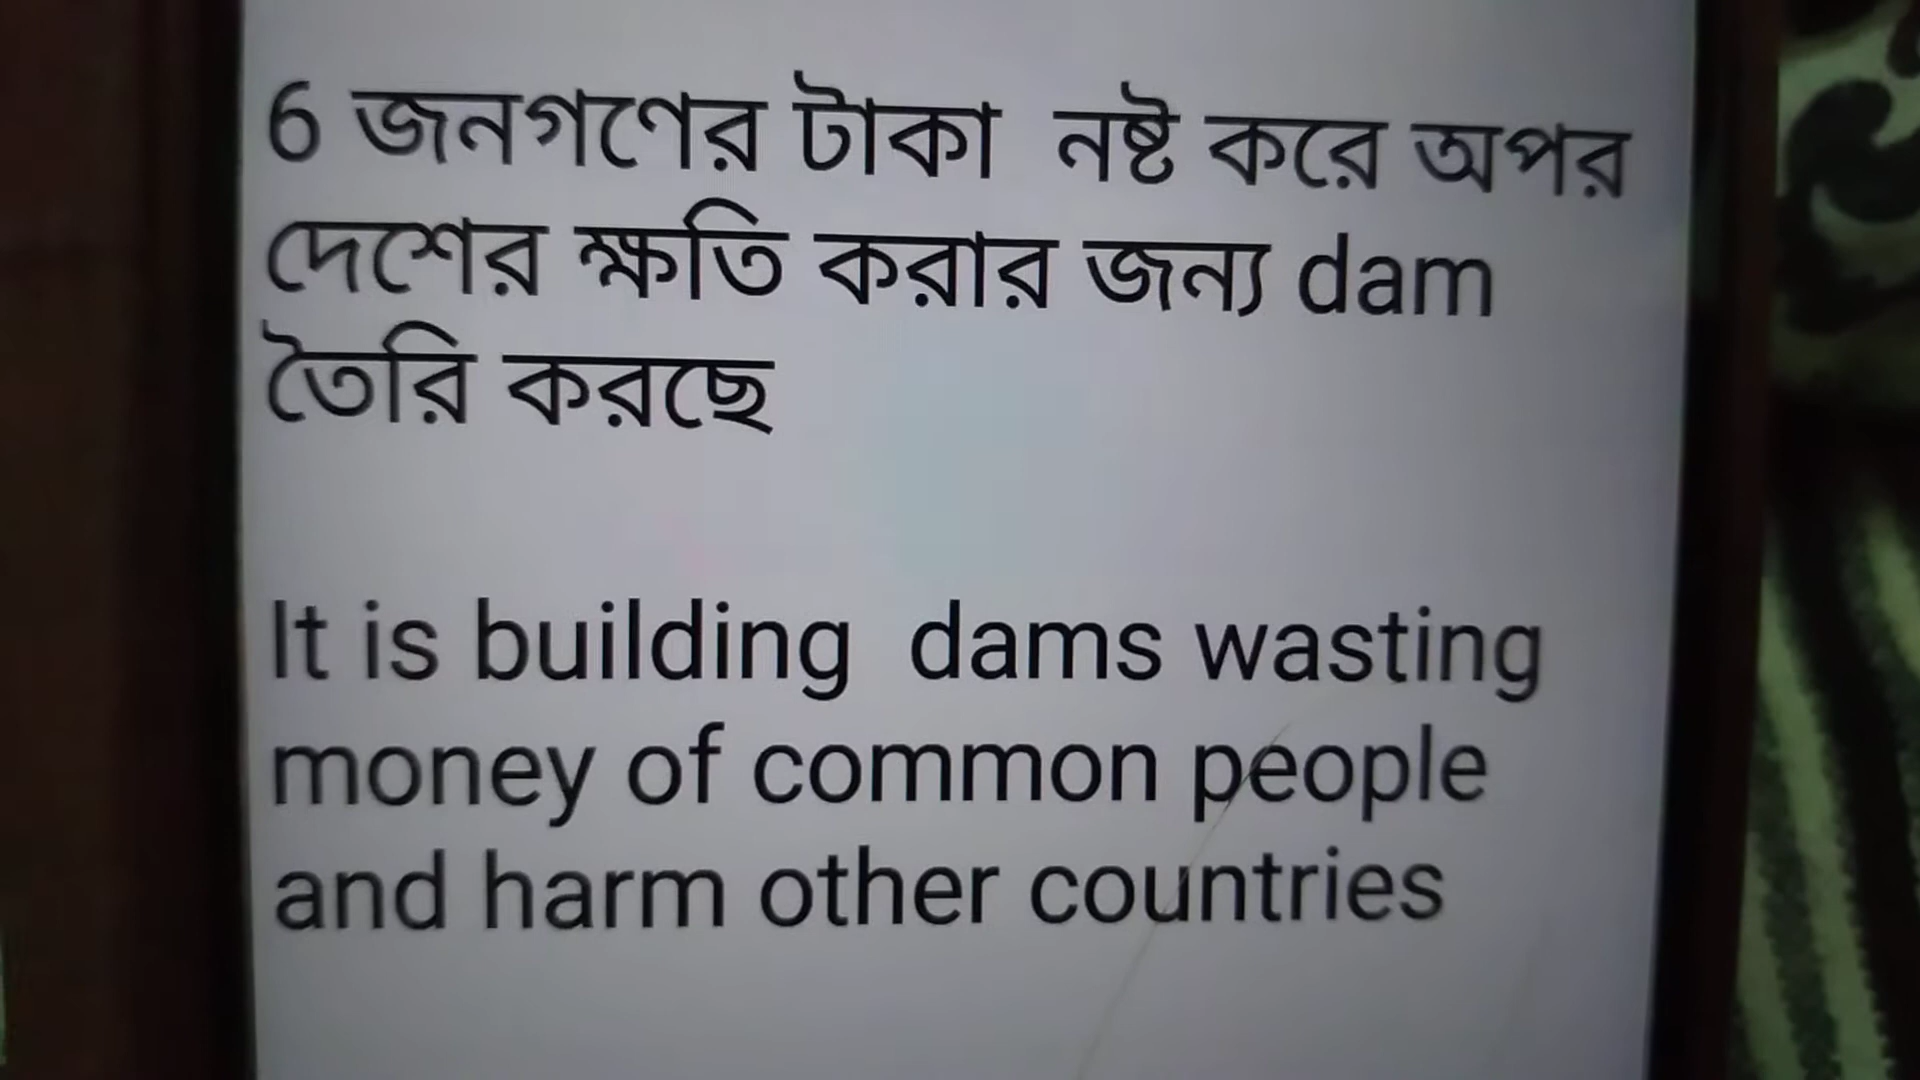 6 জনগণের টাকা নষ্ট করে অপর
দেশের ক্ষতি করার জন্য dam
তৈরি করছে
It is building dams wasting
money of common people
and harm other countries